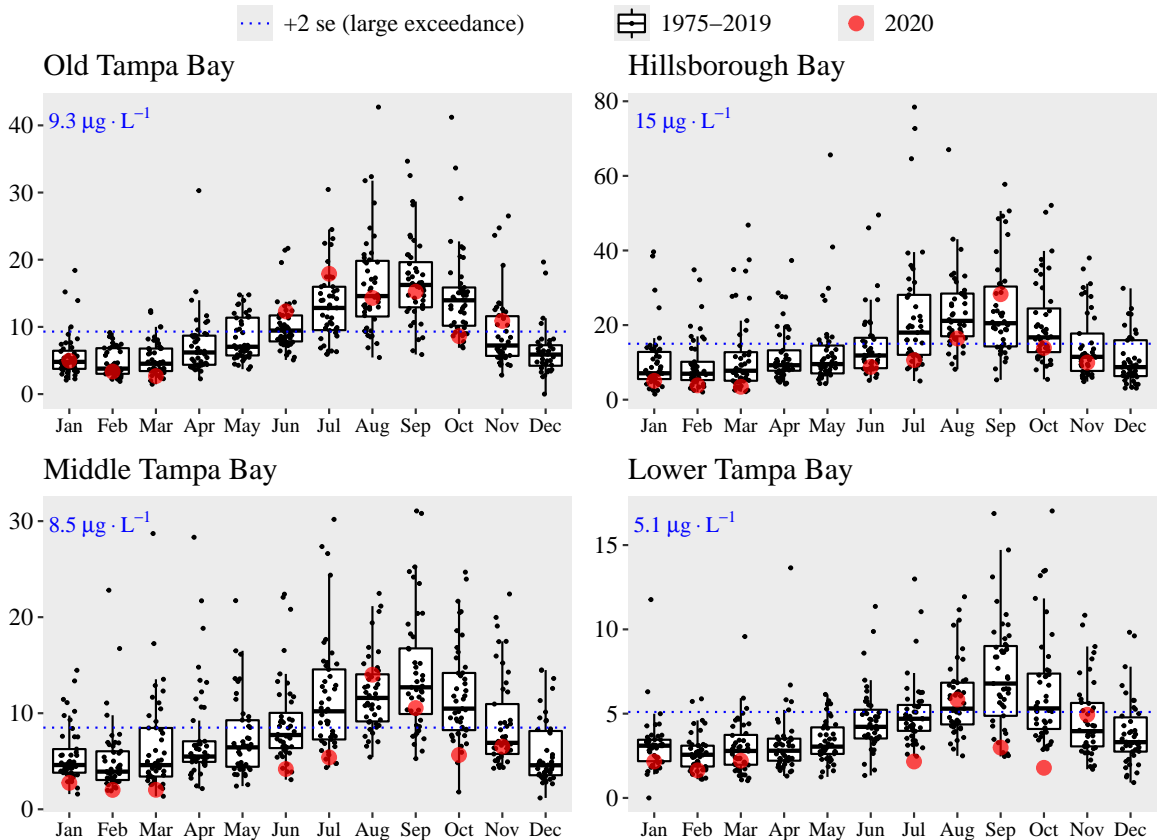 +2 se (large exceedance) 1975–2019 2020
Old Tampa Bay
9.3 μg · L⁻¹
40
30
20
10
0
Jan Feb Mar Apr May Jun Jul Aug Sep Oct Nov Dec
Hillsborough Bay
15 μg · L⁻¹
80
60
40
20
0
Jan Feb Mar Apr May Jun Jul Aug Sep Oct Nov Dec
Middle Tampa Bay
8.5 μg · L⁻¹
30
20
10
0
Jan Feb Mar Apr May Jun Jul Aug Sep Oct Nov Dec
Lower Tampa Bay
5.1 μg · L⁻¹
15
10
5
0
Jan Feb Mar Apr May Jun Jul Aug Sep Oct Nov Dec